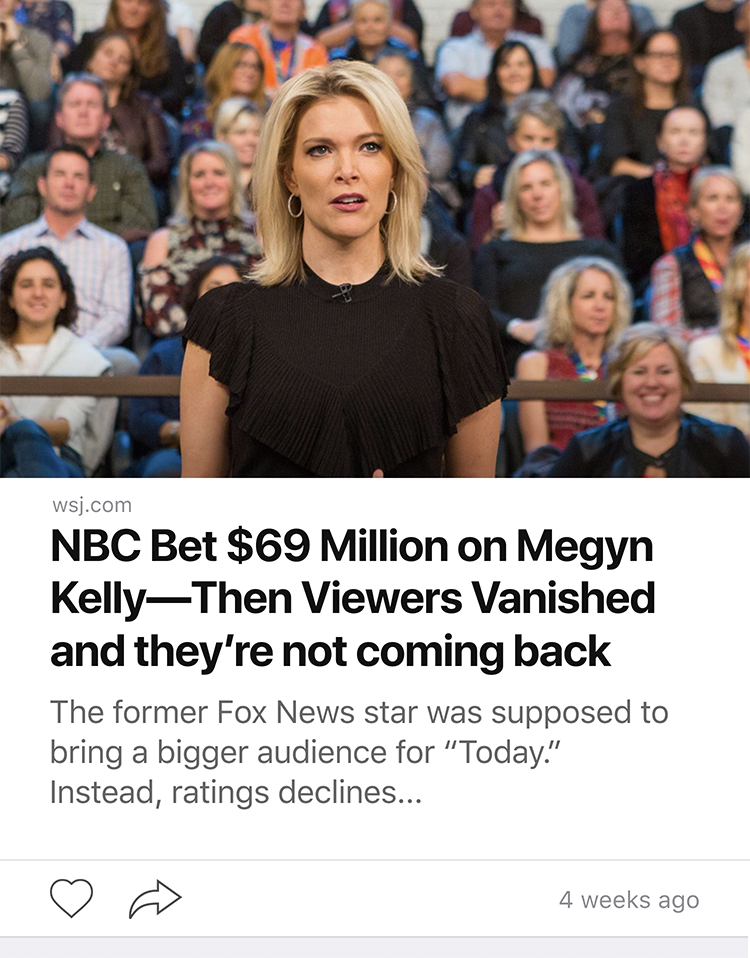 wsj.com
NBC Bet $69 Million on Megyn
Kelly—Then Viewers Vanished
and they’re not coming back
The former Fox News star was supposed to
bring a bigger audience for “Today.”
Instead, ratings declines...
4 weeks ago